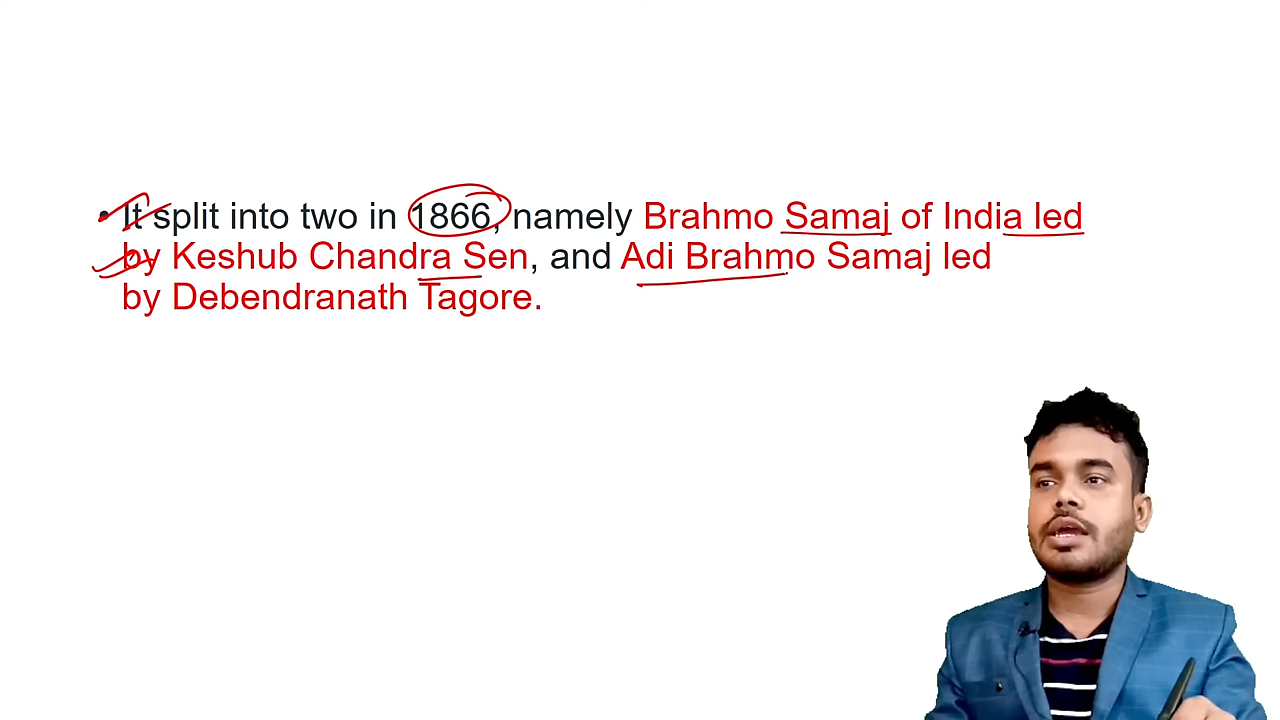 • It split into two in 1866, namely Brahmo Samaj of India led
by Keshub Chandra Sen, and Adi Brahmo Samaj led
by Debendranath Tagore.